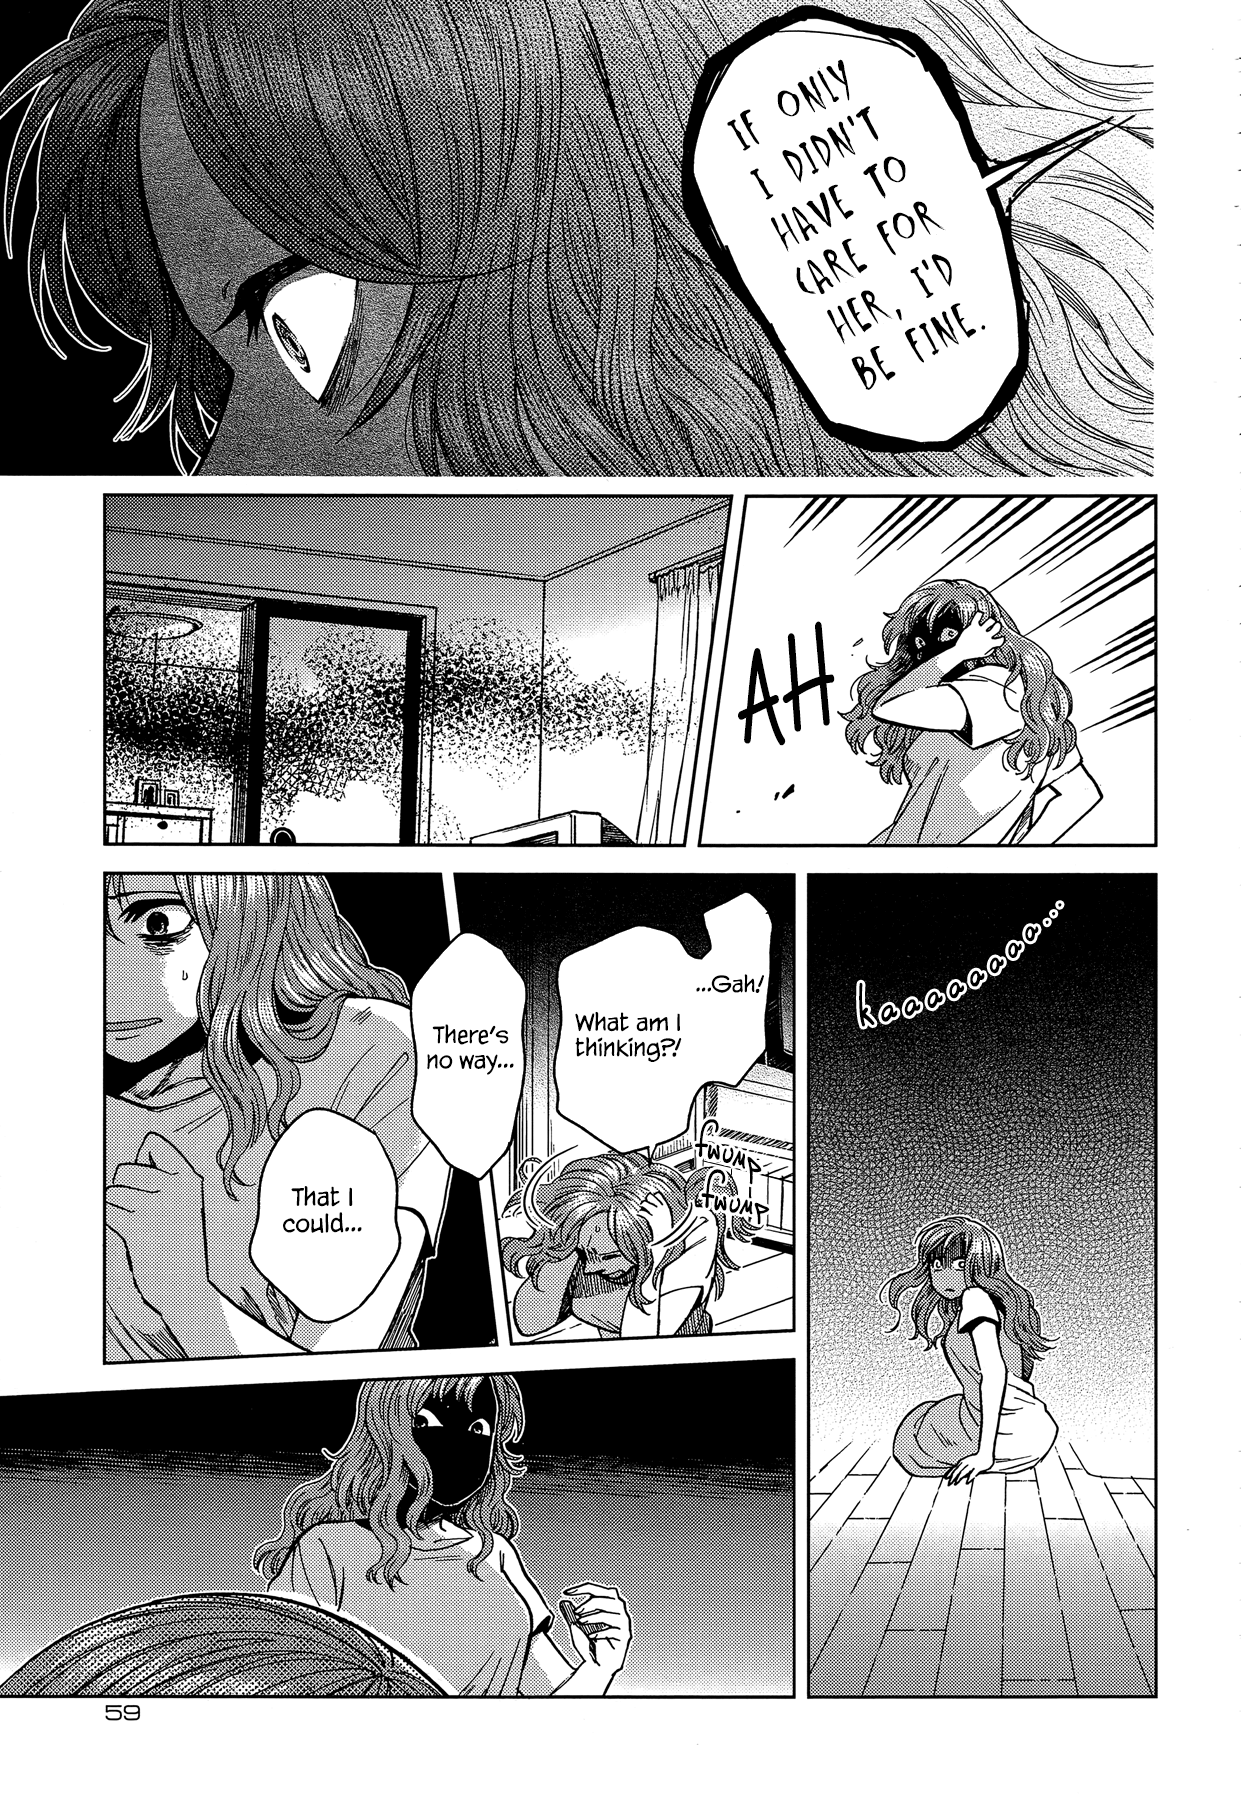 IF ONLY
I DIDN'T
HAVE TO
CARE FOR
HER, I'D
BE FINE.
AH
kaaaaaaaa...
...Gah!
What am I
thinking?!
fwump
fwump
There's
no way...
That I
could...
59